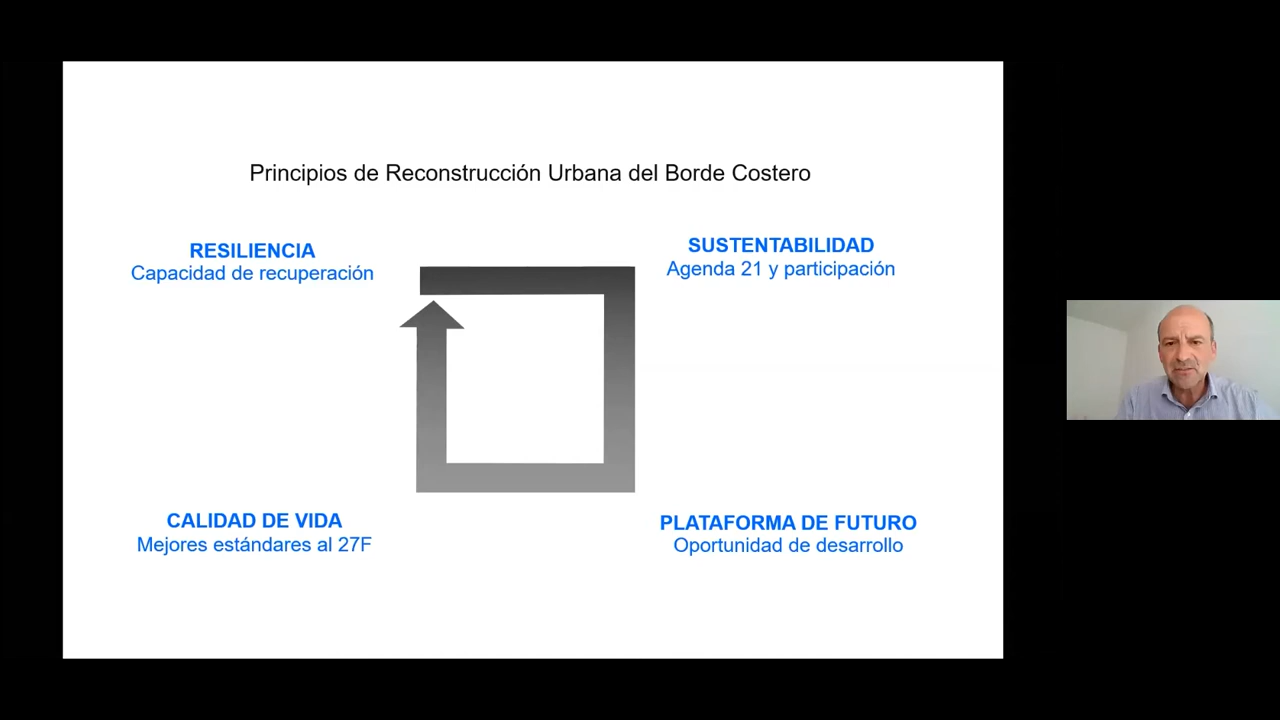 Principios de Reconstrucción Urbana del Borde Costero
RESILIENCIA
Capacidad de recuperación
SUSTENTABILIDAD
Agenda 21 y participación
CALIDAD DE VIDA
Mejores estándares al 27F
PLATAFORMA DE FUTURO
Oportunidad de desarrollo